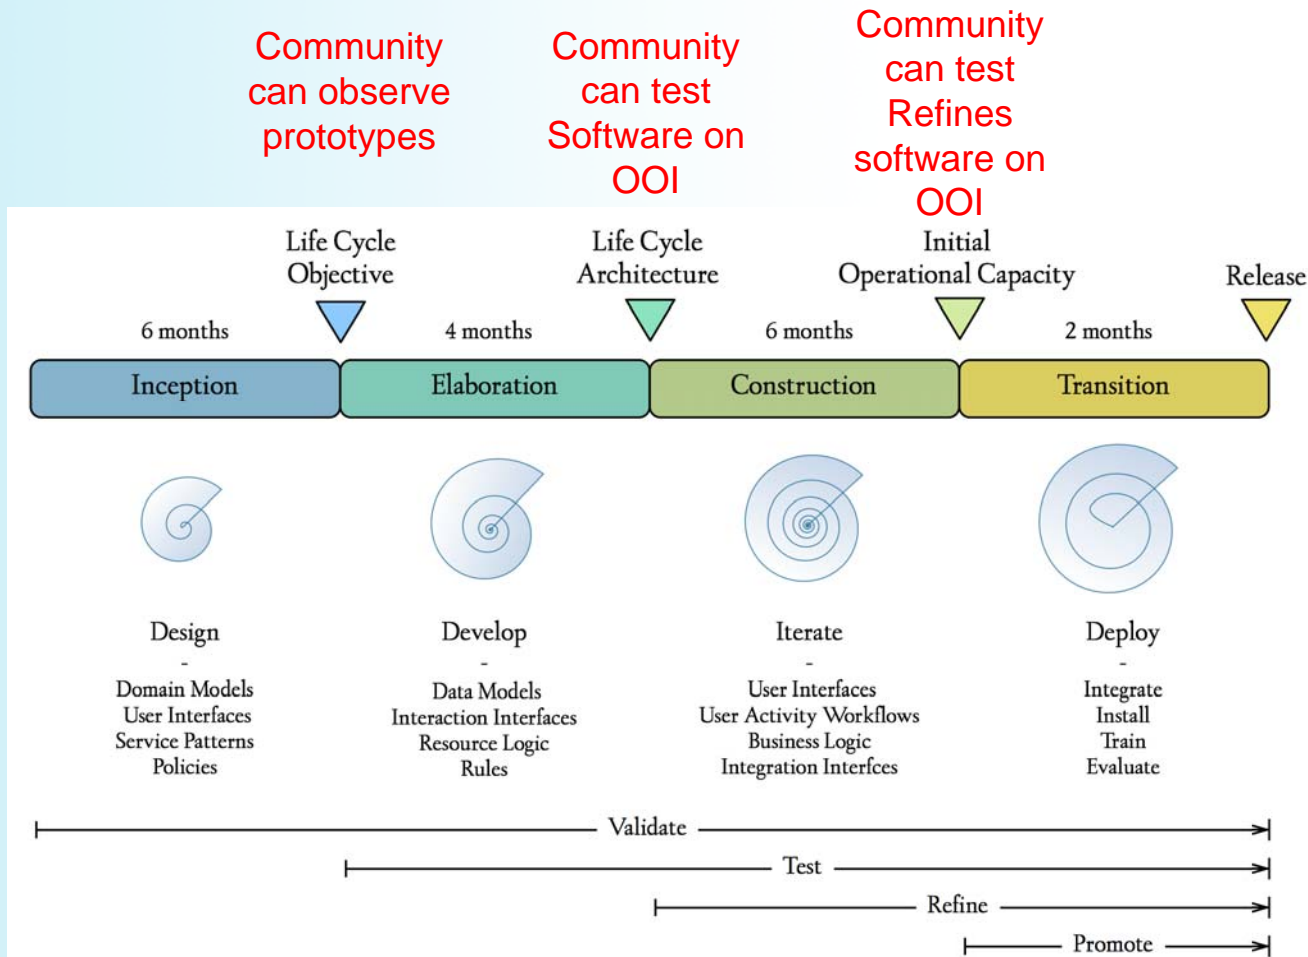 Community
can observe
prototypes
Community
can test
Software on
OOI
Community
can test
Refines
software on
OOI
Life Cycle
Objective
Life Cycle
Architecture
Initial
Operational Capacity
Release
6 months
4 months
6 months
2 months
Inception
Elaboration
Construction
Transition
Design
-
Domain Models
User Interfaces
Service Patterns
Policies
Develop
-
Data Models
Interaction Interfaces
Resource Logic
Rules
Iterate
-
User Interfaces
User Activity Workflows
Business Logic
Integration Interfces
Deploy
-
Integrate
Install
Train
Evaluate
Validate
Test
Refine
Promote